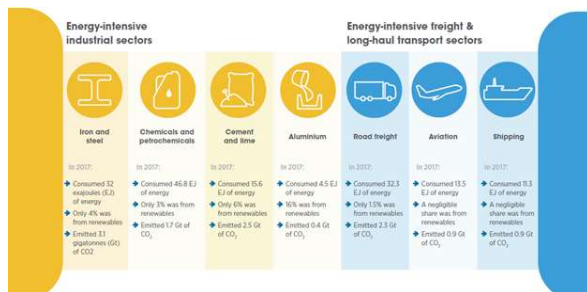 Energy-intensive
industrial sectors
Energy-intensive freight &
long-haul transport sectors
Iron and
steel
In 2017:
Consumed 32
exajoules (EJ)
of energy
Only 4% was
from renewables
Emitted 3.1
gigatonnes (Gt)
of CO2
Chemicals and
petrochemicals
In 2017:
Consumed 46.8 EJ
of energy
Only 3% was from
renewables
Emitted 1.7 Gt of
CO₂
Cement
and lime
In 2017:
Consumed 15.6
EJ of energy
Only 6% was
from renewables
Emitted 2.5 Gt
of CO₂
Aluminium
In 2017:
Consumed 4.5 EJ
of energy
16% was from
renewables
Emitted 0.4 Gt
of CO₂
Road freight
In 2017:
Consumed 32.3
EJ of energy
Only 1.5% was
from renewables
Emitted 2.3 Gt
of CO₂
Aviation
In 2017:
Consumed 13.5
EJ of energy
A negligible
share was from
renewables
Emitted 0.9 Gt
of CO₂
Shipping
In 2017:
Consumed 11.3
EJ of energy
A negligible
share was from
renewables
Emitted 0.9 Gt
of CO₂